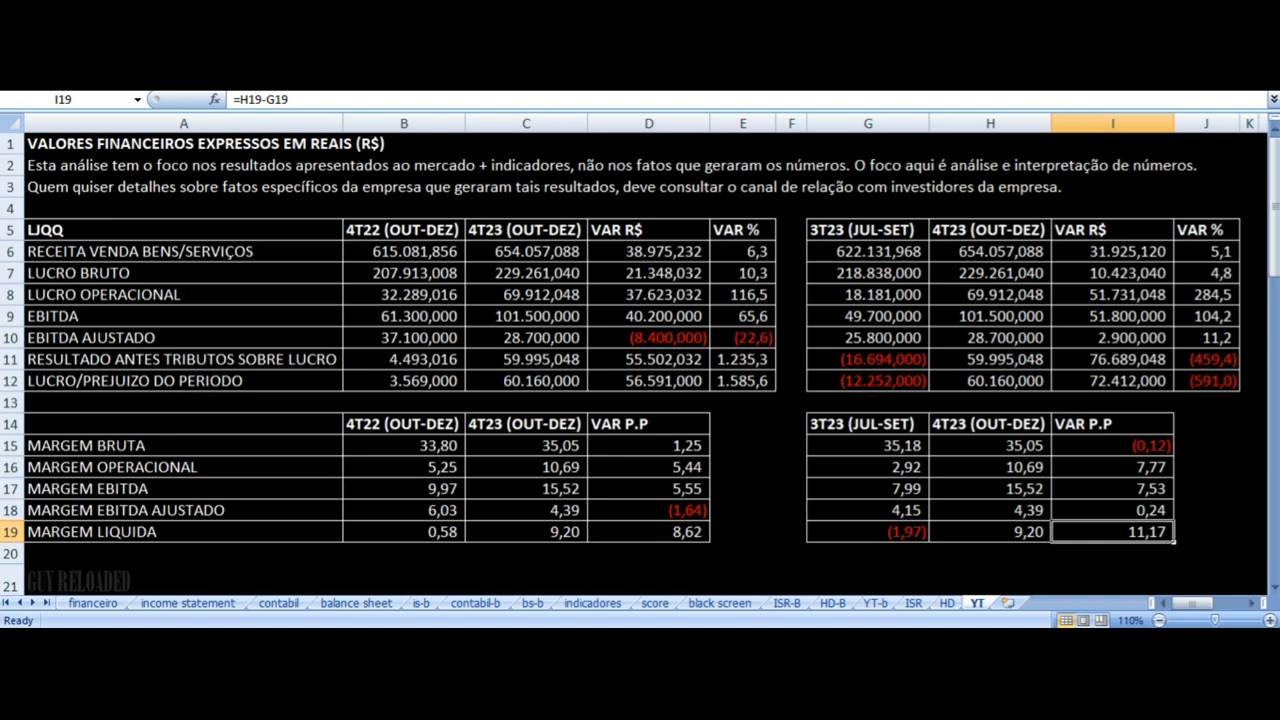 I19 fx =H19-G19
A B C D E F G H I J K
1 VALORES FINANCEIROS EXPRESSOS EM REAIS (R$)
2 Esta análise tem o foco nos resultados apresentados ao mercado + indicadores, não nos fatos que geraram os números. O foco aqui é análise e interpretação de números.
3 Quem quiser detalhes sobre fatos específicos da empresa que geraram tais resultados, deve consultar o canal de relação com investidores da empresa.
4
5 LJQQ 4T22 (OUT-DEZ) 4T23 (OUT-DEZ) VAR R$ VAR % 3T23 (JUL-SET) 4T23 (OUT-DEZ) VAR R$ VAR %
6 RECEITA VENDA BENS/SERVIÇOS 615.081,856 654.057,088 38.975,232 6,3 622.131,968 654.057,088 31.925,120 5,1
7 LUCRO BRUTO 207.913,008 229.261,040 21.348,032 10,3 218.838,000 229.261,040 10.423,040 4,8
8 LUCRO OPERACIONAL 32.289,016 69.912,048 37.623,032 116,5 18.181,000 69.912,048 51.731,048 284,5
9 EBITDA 61.300,000 101.500,000 40.200,000 65,6 49.700,000 101.500,000 51.800,000 104,2
10 EBITDA AJUSTADO 37.100,000 28.700,000 (8.400,000) (22,6) 25.800,000 28.700,000 2.900,000 11,2
11 RESULTADO ANTES TRIBUTOS SOBRE LUCRO 4.493,016 59.995,048 55.502,032 1.235,3 (16.694,000) 59.995,048 76.689,048 (459,4)
12 LUCRO/PREJUIZO DO PERIODO 3.569,000 60.160,000 56.591,000 1.585,6 (12.252,000) 60.160,000 72.412,000 (591,0)
13
14 4T22 (OUT-DEZ) 4T23 (OUT-DEZ) VAR P.P 3T23 (JUL-SET) 4T23 (OUT-DEZ) VAR P.P
15 MARGEM BRUTA 33,80 35,05 1,25 35,18 35,05 (0,12)
16 MARGEM OPERACIONAL 5,25 10,69 5,44 2,92 10,69 7,77
17 MARGEM EBITDA 9,97 15,52 5,55 7,99 15,52 7,53
18 MARGEM EBITDA AJUSTADO 6,03 4,39 (1,64) 4,15 4,39 0,24
19 MARGEM LIQUIDA 0,58 9,20 8,62 (1,97) 9,20 11,17
20
21 GUY RELOADED
financeiro income statement contabil balance sheet is-b contabil-b bs-b indicadores score black screen ISR-B HD-B YT-b ISR HD YT
Ready 110%